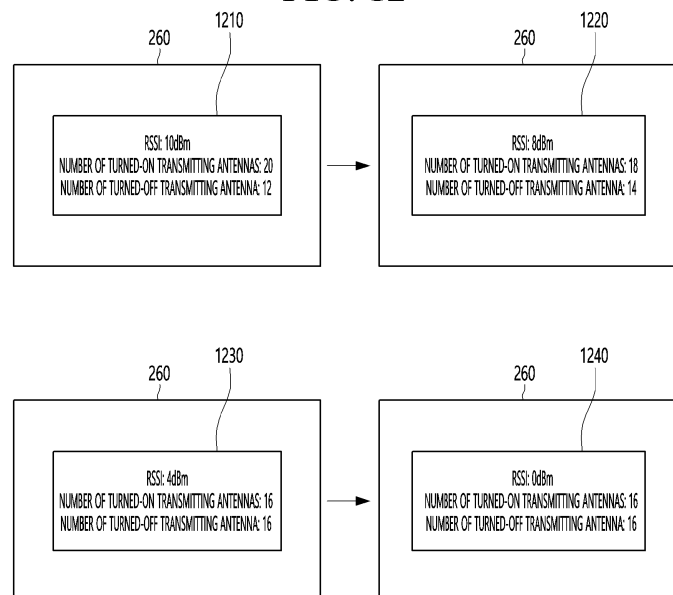 1210
260
RSSI: 10dBm
NUMBER OF TURNED-ON TRANSMITTING ANTENNAS: 20
NUMBER OF TURNED-OFF TRANSMITTING ANTENNA: 12
1220
260
RSSI: 8dBm
NUMBER OF TURNED-ON TRANSMITTING ANTENNAS: 18
NUMBER OF TURNED-OFF TRANSMITTING ANTENNA: 14
1230
260
RSSI: 4dBm
NUMBER OF TURNED-ON TRANSMITTING ANTENNAS: 16
NUMBER OF TURNED-OFF TRANSMITTING ANTENNA: 16
1240
260
RSSI: 0dBm
NUMBER OF TURNED-ON TRANSMITTING ANTENNAS: 16
NUMBER OF TURNED-OFF TRANSMITTING ANTENNA: 16